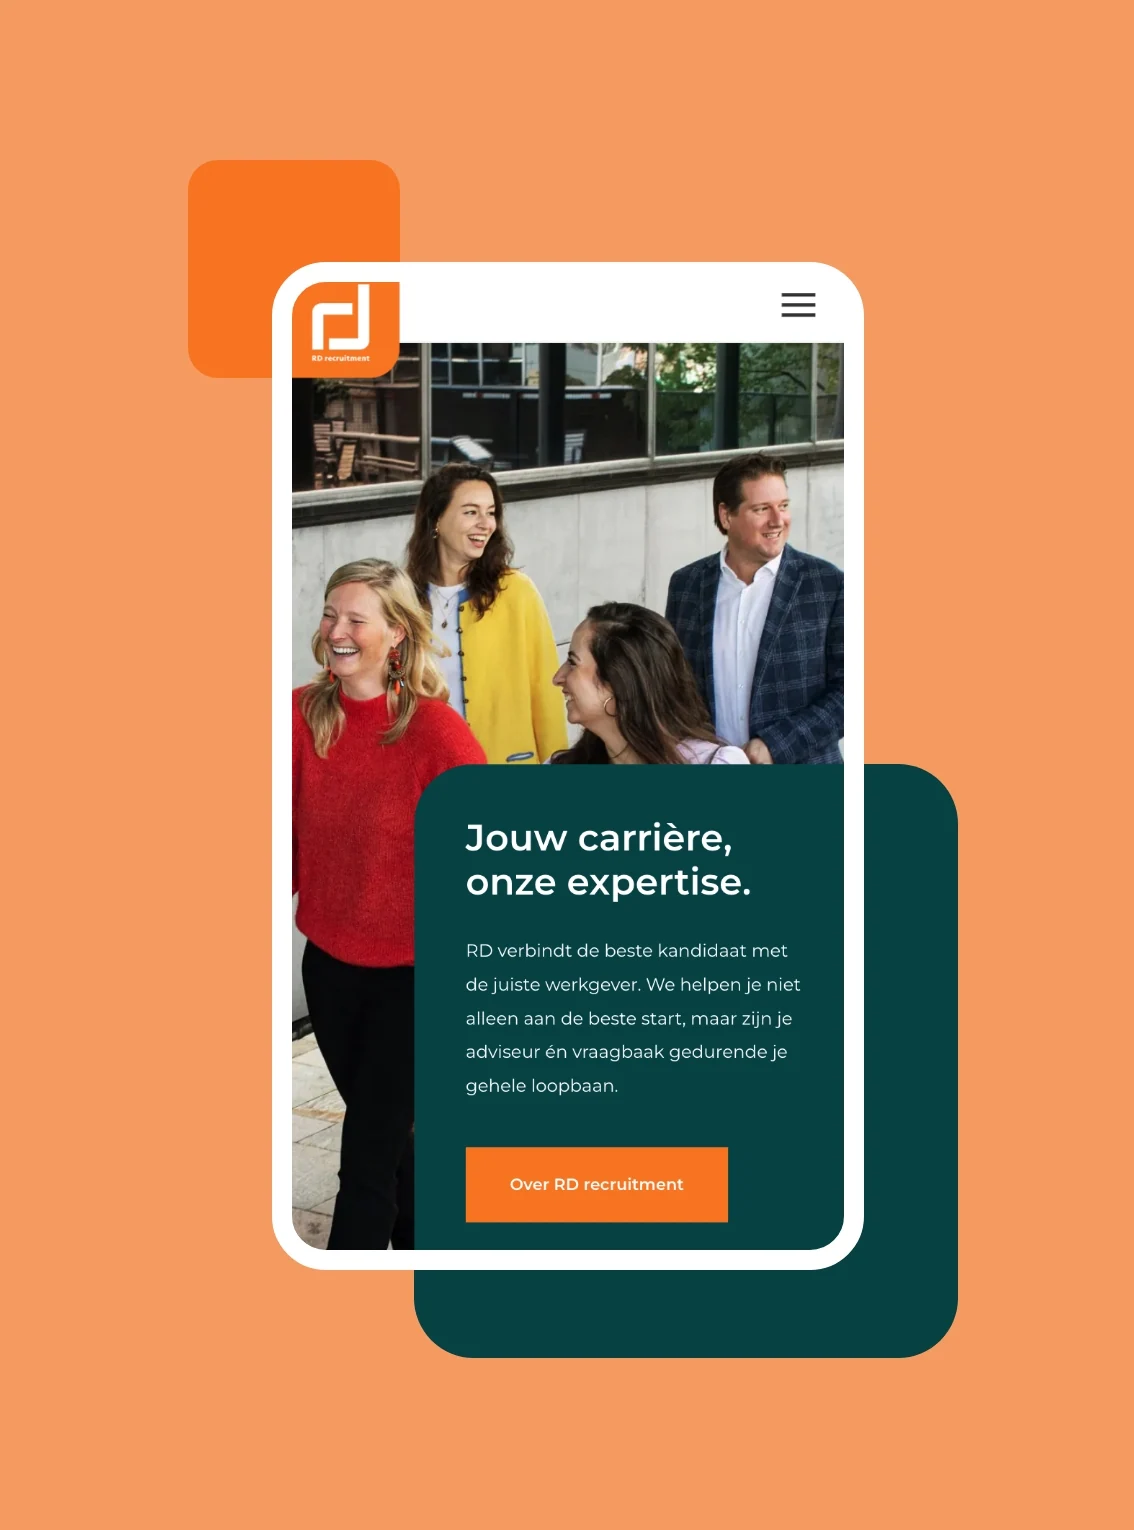 rd
RD recruitment
Jouw carrière,
onze expertise.
RD verbindt de beste kandidaat met
de juiste werkgever. We helpen je niet
alleen aan de beste start, maar zijn je
adviseur én vraagbaak gedurende je
gehele loopbaan.
Over RD recruitment